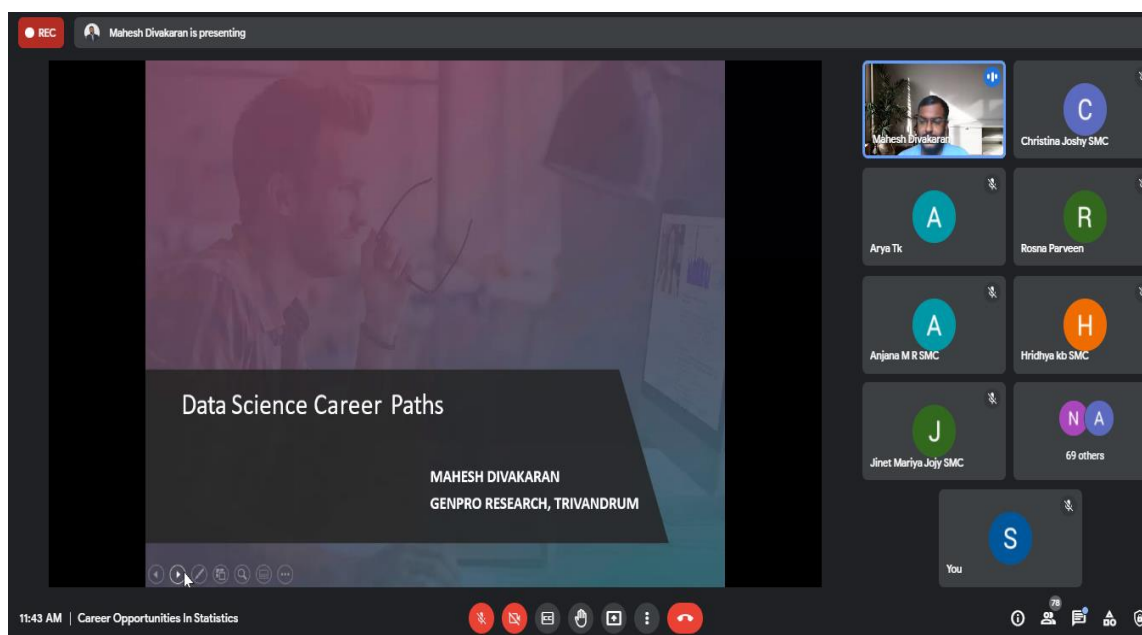 REC
Mahesh Divakaran is presenting
Data Science Career Paths
MAHESH DIVAKARAN
GENPRO RESEARCH, TRIVANDRUM
Mahesh Divakaran
C
Christina Joshy SMC
A
Arya Tk
R
Rosna Parveen
A
Anjana M R SMC
H
Hridhya kb SMC
J
Jinet Mariya Jojy SMC
N A
69 others
S
You
11:43 AM | Career Opportunities In Statistics
78